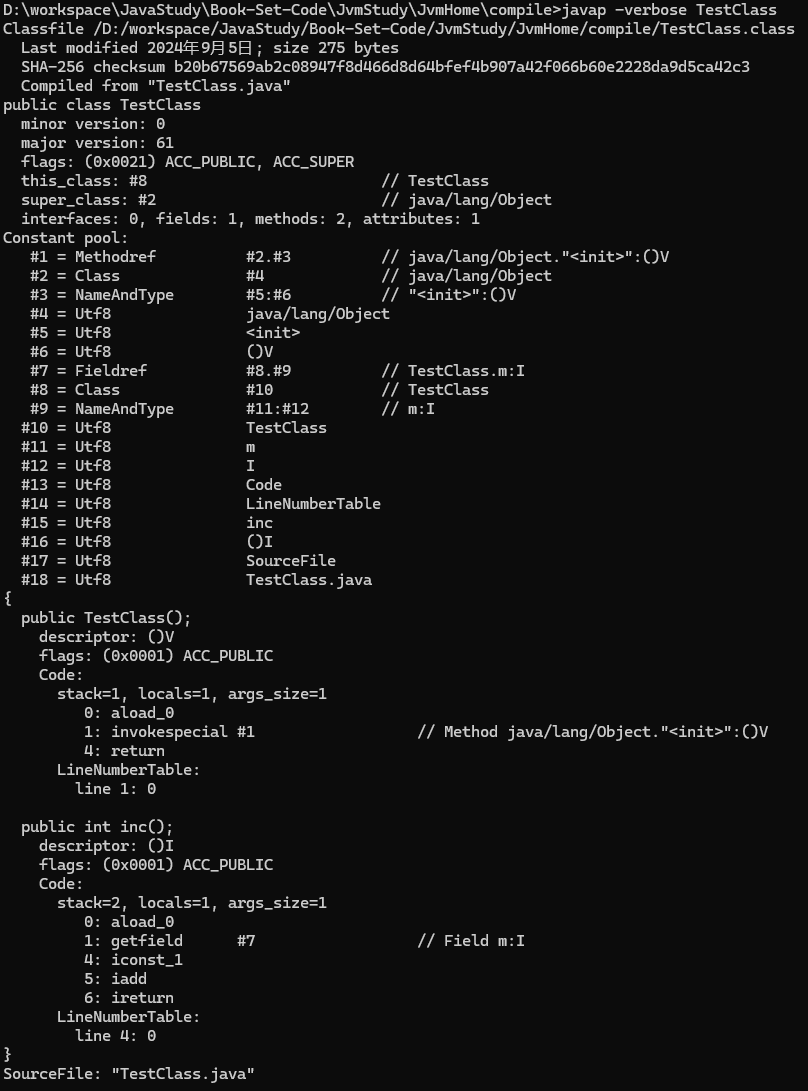 D:\workspace\JavaStudy\Book-Set-Code\JvmStudy\JvmHome\compile>javap -verbose TestClass
Classfile /D:/workspace/JavaStudy/Book-Set-Code/JvmStudy/JvmHome/compile/TestClass.class
  Last modified 2024年9月5日; size 275 bytes
  SHA-256 checksum b20b67569ab2c08947f8d466d8d64bfef4b907a42f066b60e2228da9d5ca42c3
  Compiled from "TestClass.java"
public class TestClass
  minor version: 0
  major version: 61
  flags: (0x0021) ACC_PUBLIC, ACC_SUPER
  this_class: #8                          // TestClass
  super_class: #2                         // java/lang/Object
  interfaces: 0, fields: 1, methods: 2, attributes: 1
Constant pool:
   #1 = Methodref          #2.#3          // java/lang/Object."<init>":()V
   #2 = Class              #4             // java/lang/Object
   #3 = NameAndType        #5:#6          // "<init>":()V
   #4 = Utf8               java/lang/Object
   #5 = Utf8               <init>
   #6 = Utf8               ()V
   #7 = Fieldref           #8.#9          // TestClass.m:I
   #8 = Class              #10            // TestClass
   #9 = NameAndType        #11:#12        // m:I
  #10 = Utf8               TestClass
  #11 = Utf8               m
  #12 = Utf8               I
  #13 = Utf8               Code
  #14 = Utf8               LineNumberTable
  #15 = Utf8               inc
  #16 = Utf8               ()I
  #17 = Utf8               SourceFile
  #18 = Utf8               TestClass.java
{
  public TestClass();
    descriptor: ()V
    flags: (0x0001) ACC_PUBLIC
    Code:
      stack=1, locals=1, args_size=1
         0: aload_0
         1: invokespecial #1                  // Method java/lang/Object."<init>":()V
         4: return
      LineNumberTable:
        line 1: 0

  public int inc();
    descriptor: ()I
    flags: (0x0001) ACC_PUBLIC
    Code:
      stack=2, locals=1, args_size=1
         0: aload_0
         1: getfield      #7                  // Field m:I
         4: iconst_1
         5: iadd
         6: ireturn
      LineNumberTable:
        line 4: 0
}
SourceFile: "TestClass.java"